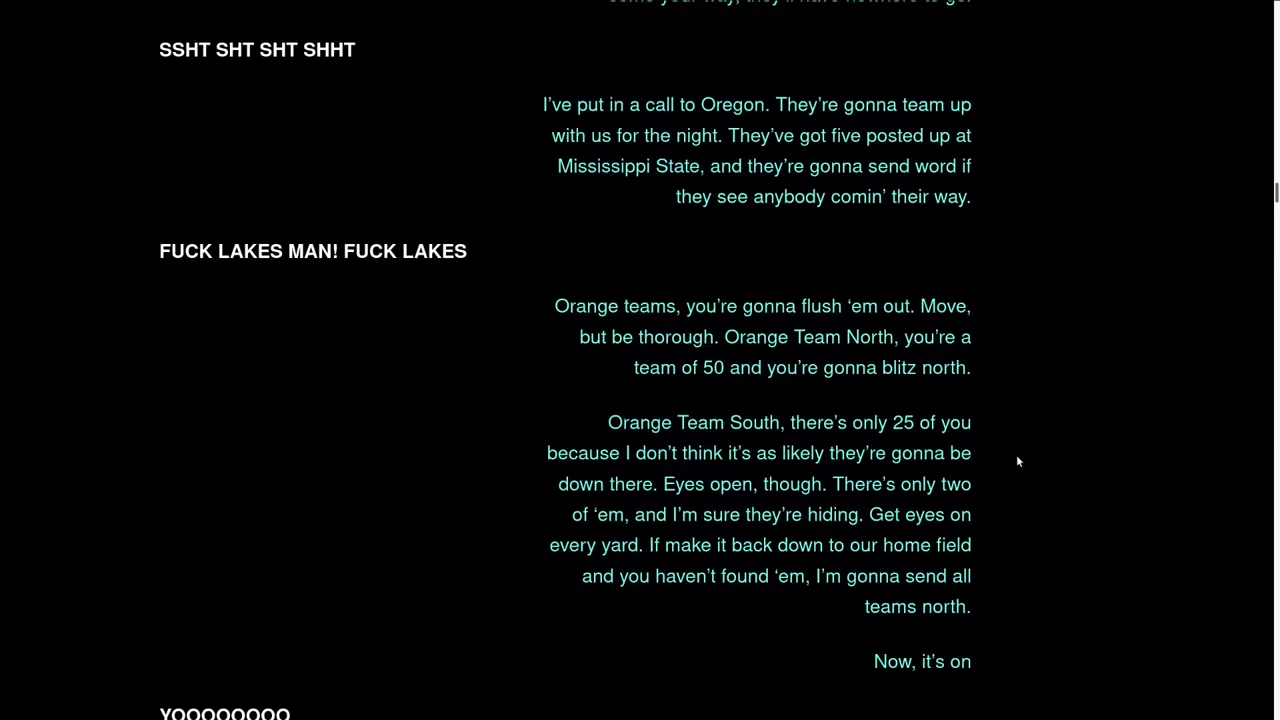 SSHT SHT SHT SHHT
I’ve put in a call to Oregon. They’re gonna team up
with us for the night. They’ve got five posted up at
Mississippi State, and they’re gonna send word if
they see anybody comin’ their way.
FUCK LAKES MAN! FUCK LAKES
Orange teams, you’re gonna flush ‘em out. Move,
but be thorough. Orange Team North, you’re a
team of 50 and you’re gonna blitz north.
Orange Team South, there’s only 25 of you
because I don’t think it’s as likely they’re gonna be
down there. Eyes open, though. There’s only two
of ‘em, and I’m sure they’re hiding. Get eyes on
every yard. If make it back down to our home field
and you haven’t found ‘em, I’m gonna send all
teams north.
Now, it’s on
YOOOOOOOO